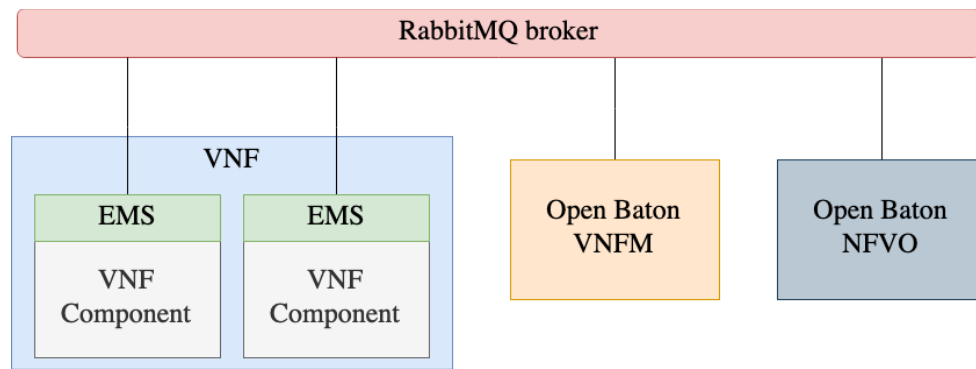 RabbitMQ broker
VNF
EMS
VNF
Component
EMS
VNF
Component
Open Baton
VNFM
Open Baton
NFVO